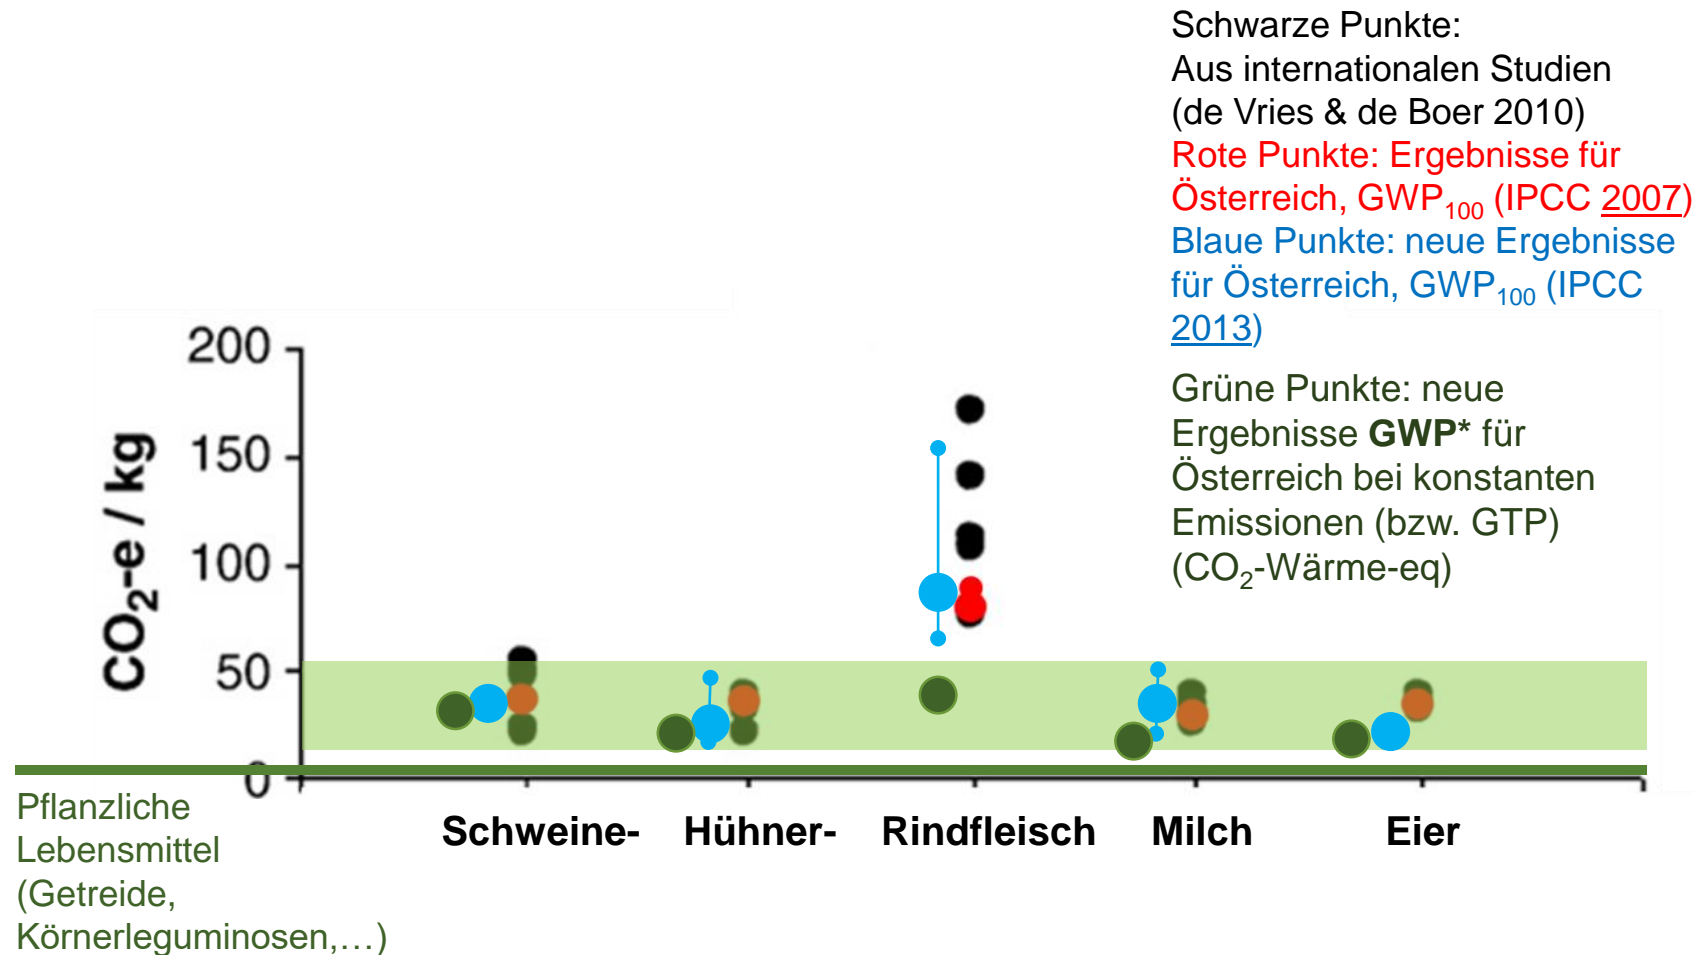 Schwarze Punkte:
Aus internationalen Studien
(de Vries & de Boer 2010)
Rote Punkte: Ergebnisse für
Österreich, GWP₁₀₀ (IPCC 2007)
Blaue Punkte: neue Ergebnisse
für Österreich, GWP₁₀₀ (IPCC
2013)
Grüne Punkte: neue
Ergebnisse GWP* für
Österreich bei konstanten
Emissionen (bzw. GTP)
(CO₂-Wärme-eq)
CO₂-e / kg
200
150
100
50
0
Schweine- Hühner- Rindfleisch Milch Eier
Pflanzliche
Lebensmittel
(Getreide,
Körnerleguminosen,…)